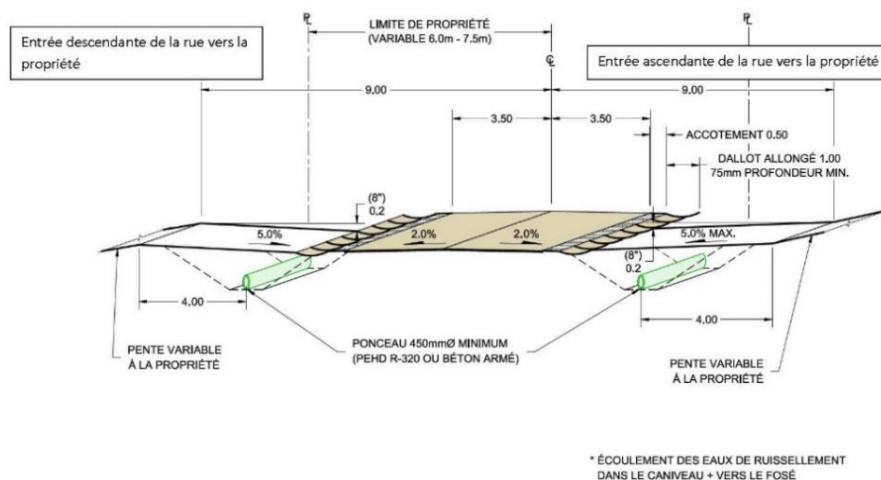 LIMITE DE PROPRIÉTÉ
(VARIABLE 6.0m - 7.5m)
Entrée descendante de la rue vers la
propriété
Entrée ascendante de la rue vers la propriété
9.00
9.00
3.50
3.50
ACCOTEMENT 0.50
DALLOT ALLONGÉ 1.00
75mm PROFONDEUR MIN.
(8")
0.2
5.0%
2.0%
2.0%
5.0% MAX.
(8")
0.2
4.00
4.00
PENTE VARIABLE
À LA PROPRIÉTÉ
PONCEAU 450mmØ MINIMUM
(PEHD R-320 OU BÉTON ARMÉ)
PENTE VARIABLE
À LA PROPRIÉTÉ
* ÉCOULEMENT DES EAUX DE RUISSELLEMENT
DANS LE CANIVEAU + VERS LE FOSÉ